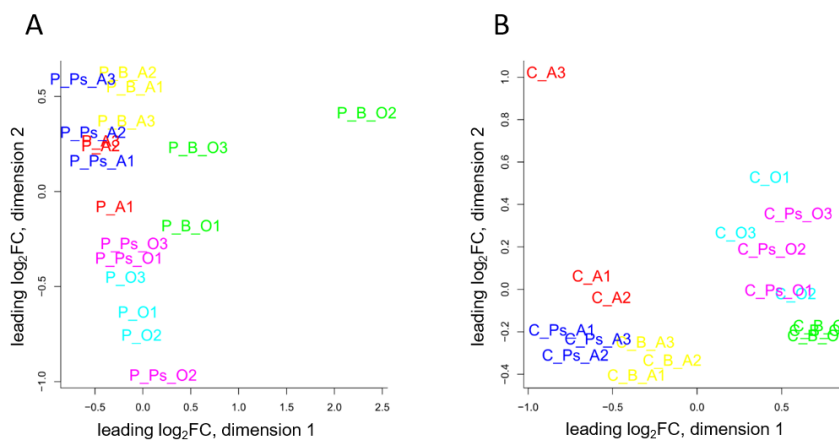 A
P_Ps_A3
P_B_A2
P_B_A1
0.5
P_B_O2
P_B_A3
P_Ps_A2
P_A2
P_B_O3
P_Ps_A1
0.0
P_A1
P_B_O1
P_Ps_O3
P_Ps_O1
P_O3
−0.5
P_O1
P_O2
P_Ps_O2
−1.0
−0.5
0.0
0.5
1.0
1.5
2.0
2.5
leading log2FC, dimension 1
leading log2FC, dimension 2
B
C_A3
1.0
0.8
0.6
C_O1
0.4
C_Ps_O3
C_O3
0.2
C_Ps_O2
C_A1
0.0
C_A2
C_Ps_O1
C_O2
−0.2
C_Ps_A1
C_Ps_A3
C_B_A3
C_Ps_A2
C_B_A2
−0.4
C_B_A1
−1.0
−0.5
0.0
0.5
leading log2FC, dimension 1
leading log2FC, dimension 2